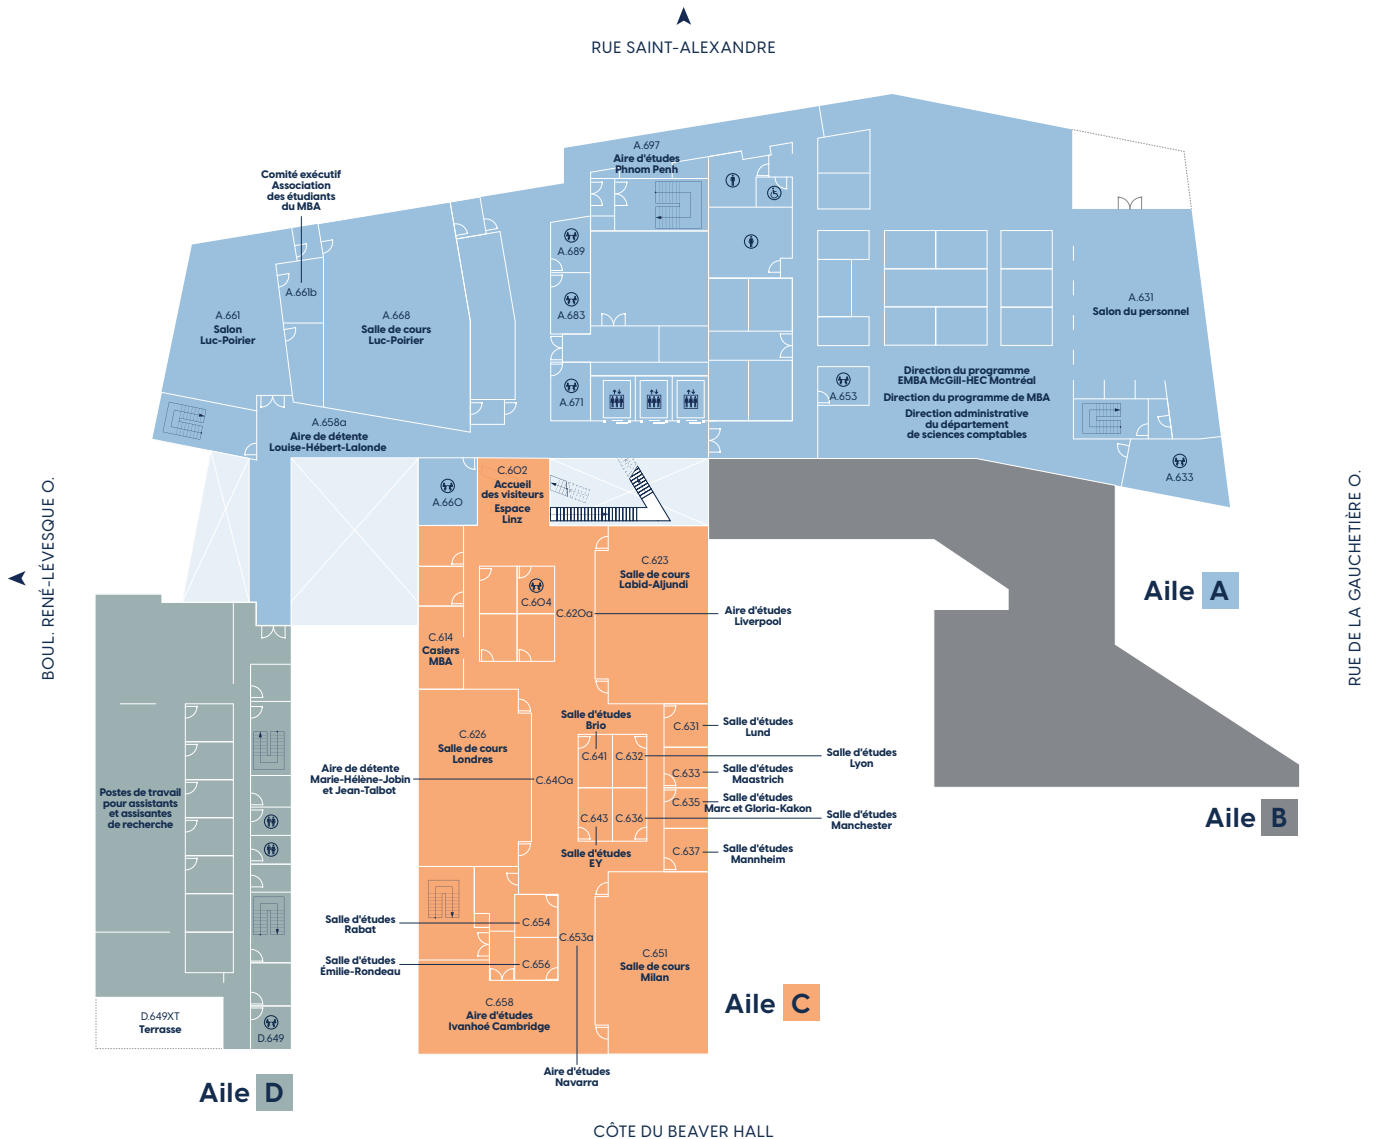 RUE SAINT-ALEXANDRE
A.697
Aire d'études
Phnom Penh
Comité exécutif
Association
des étudiants
du MBA
A.689
A.661b
A.683
A.631
Salon du personnel
A.661
Salon
Luc-Poirier
A.668
Salle de cours
Luc-Poirier
A.671
A.653
Direction du programme
EMBA McGill-HEC Montréal
Direction du programme de MBA
Direction administrative
du département
de sciences comptables
A.658a
Aire de détente
Louise-Hébert-Lalonde
C.602
Accueil
des visiteurs
Espace
Linz
A.660
A.633
BOUL. RENÉ-LÉVESQUE O.
RUE DE LA GAUCHETIÈRE O.
C.623
Salle de cours
Labid-Aljundi
Aile A
C.604
C.620a
Aire d'études
Liverpool
C.614
Casiers
MBA
Salle d'études
Brio
C.631
Salle d'études
Lund
C.626
Salle de cours
Londres
C.641
C.632
Salle d'études
Lyon
Aire de détente
Marie-Hélène-Jobin
et Jean-Talbot
C.640a
C.633
Salle d'études
Maastrich
Postes de travail
pour assistants
et assisantes
de recherche
C.635
Salle d'études
Marc et Gloria-Kakon
C.643
C.636
Salle d'études
Manchester
Aile B
Salle d'études
EY
C.637
Salle d'études
Mannheim
Salle d'études
Rabat
C.654
C.653a
Salle d'études
Émilie-Rondeau
C.656
C.651
Salle de cours
Milan
C.658
Aire d'études
Ivanhoé Cambridge
Aile C
D.649XT
Terrasse
D.649
Aire d'études
Navarra
Aile D
CÔTE DU BEAVER HALL